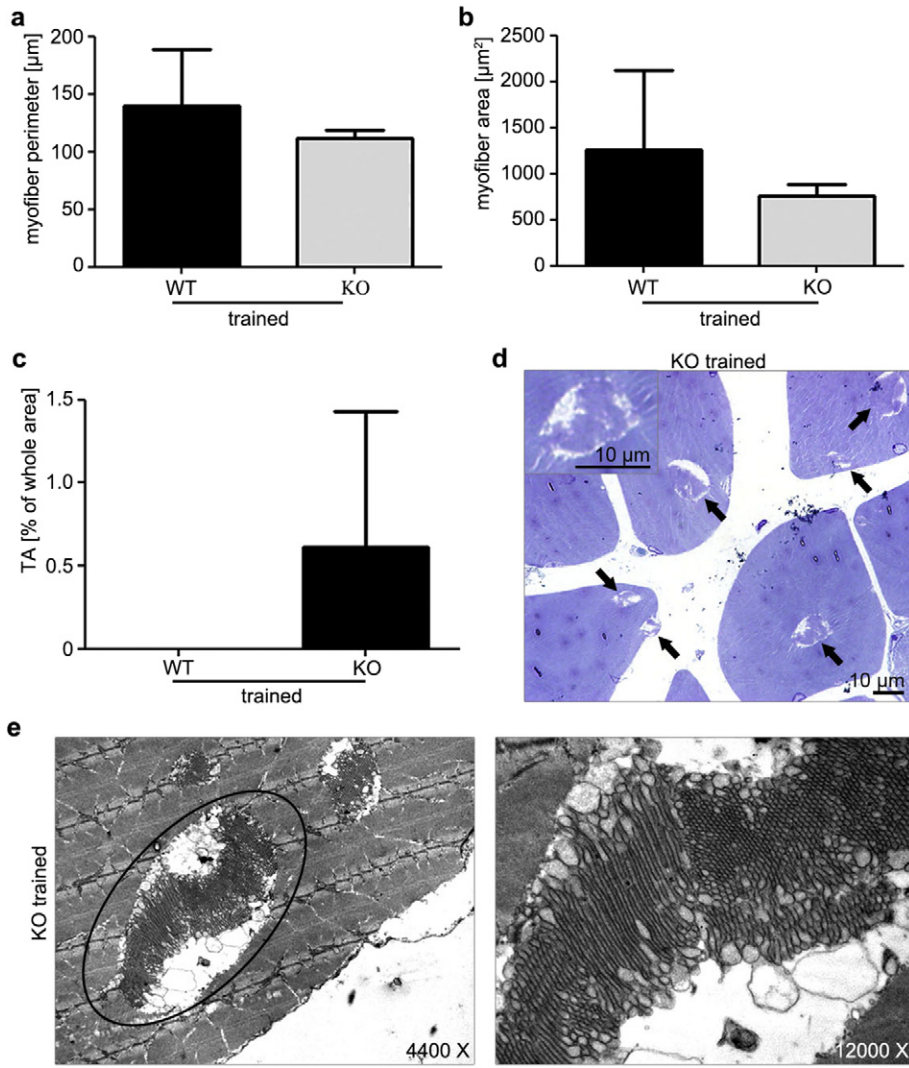 a
myofiber perimeter [µm]
200
150
100
50
0
WT
KO
trained
b
myofiber area [µm²]
2500
2000
1500
1000
500
0
WT
KO
trained
c
TA [% of whole area]
1.5
1.0
0.5
0
WT
KO
trained
d
KO trained
10 µm
10 µm
e
KO trained
4400 X
12000 X